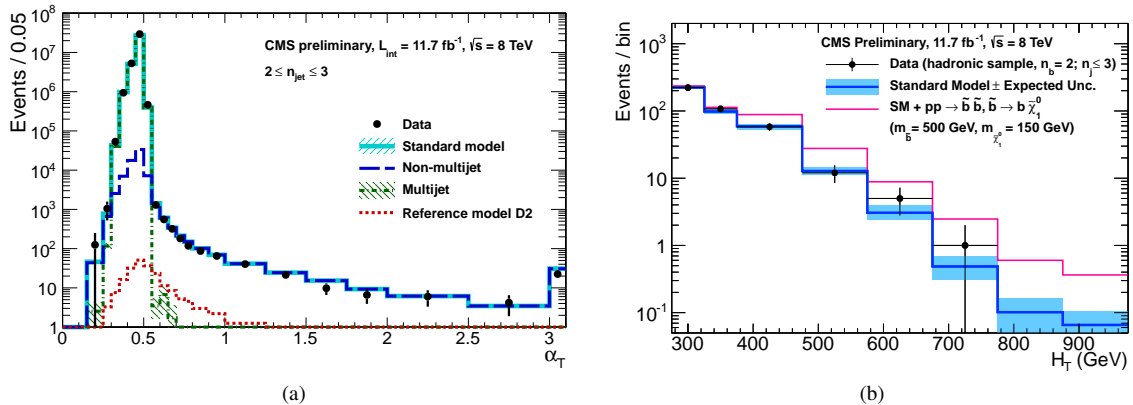 CMS preliminary, L_int = 11.7 fb⁻¹, √s = 8 TeV
2 ≤ n_jet ≤ 3
Data
Standard model
Non-multijet
Multijet
Reference model D2
Events / 0.05
10⁷
10⁶
10⁵
10⁴
10³
10²
10
1
0 0.5 1 1.5 2 2.5 3
α_T
(a)
CMS Preliminary, 11.7 fb⁻¹, √s = 8 TeV
Data (hadronic sample, n_b = 2; n_j ≤ 3)
Standard Model ± Expected Unc.
SM + pp → b̃ b̃, b̃ → b χ̃₁⁰
(m_b̃ = 500 GeV, m_χ̃₁⁰ = 150 GeV)
Events / bin
10³
10²
10
1
10⁻¹
300 400 500 600 700 800 900
H_T (GeV)
(b)